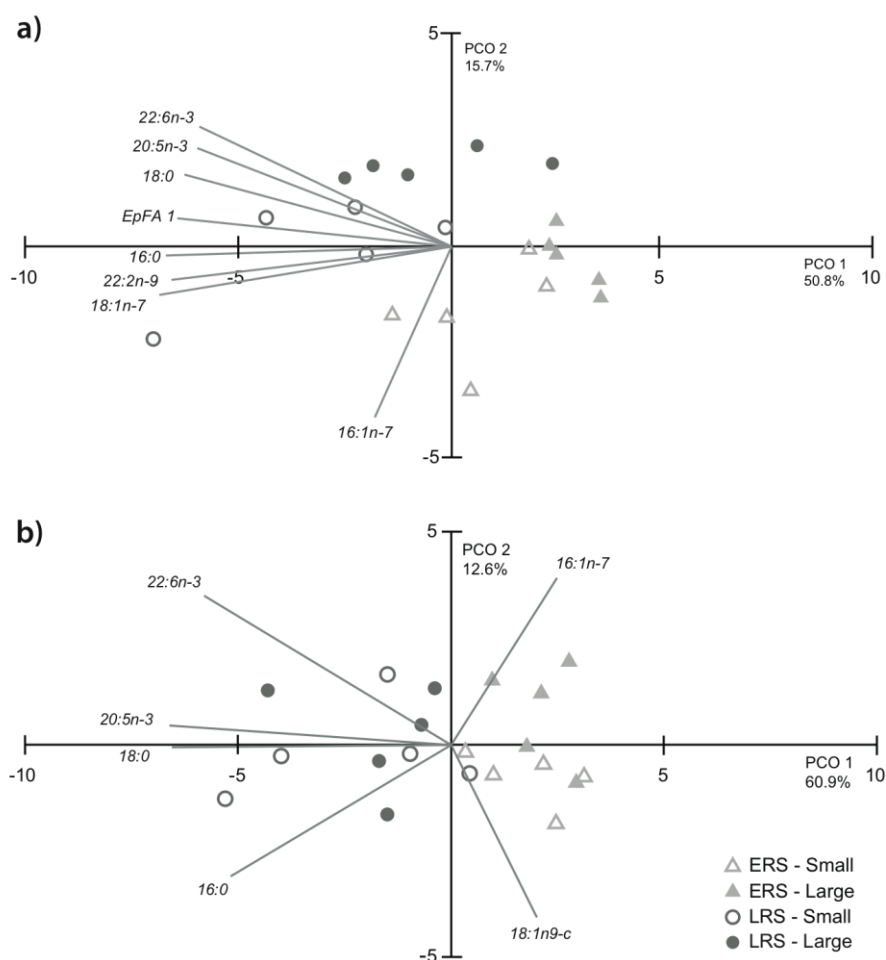 a)
5
PCO 2
15.7%
22:6n-3
20:5n-3
18:0
EpFA 1
16:0
22:2n-9
18:1n-7
-10
-5
5
10
PCO 1
50.8%
16:1n-7
-5
b)
5
PCO 2
12.6%
16:1n-7
22:6n-3
20:5n-3
18:0
-10
-5
5
10
PCO 1
60.9%
16:0
18:1n9-c
-5
ERS - Small
ERS - Large
LRS - Small
LRS - Large